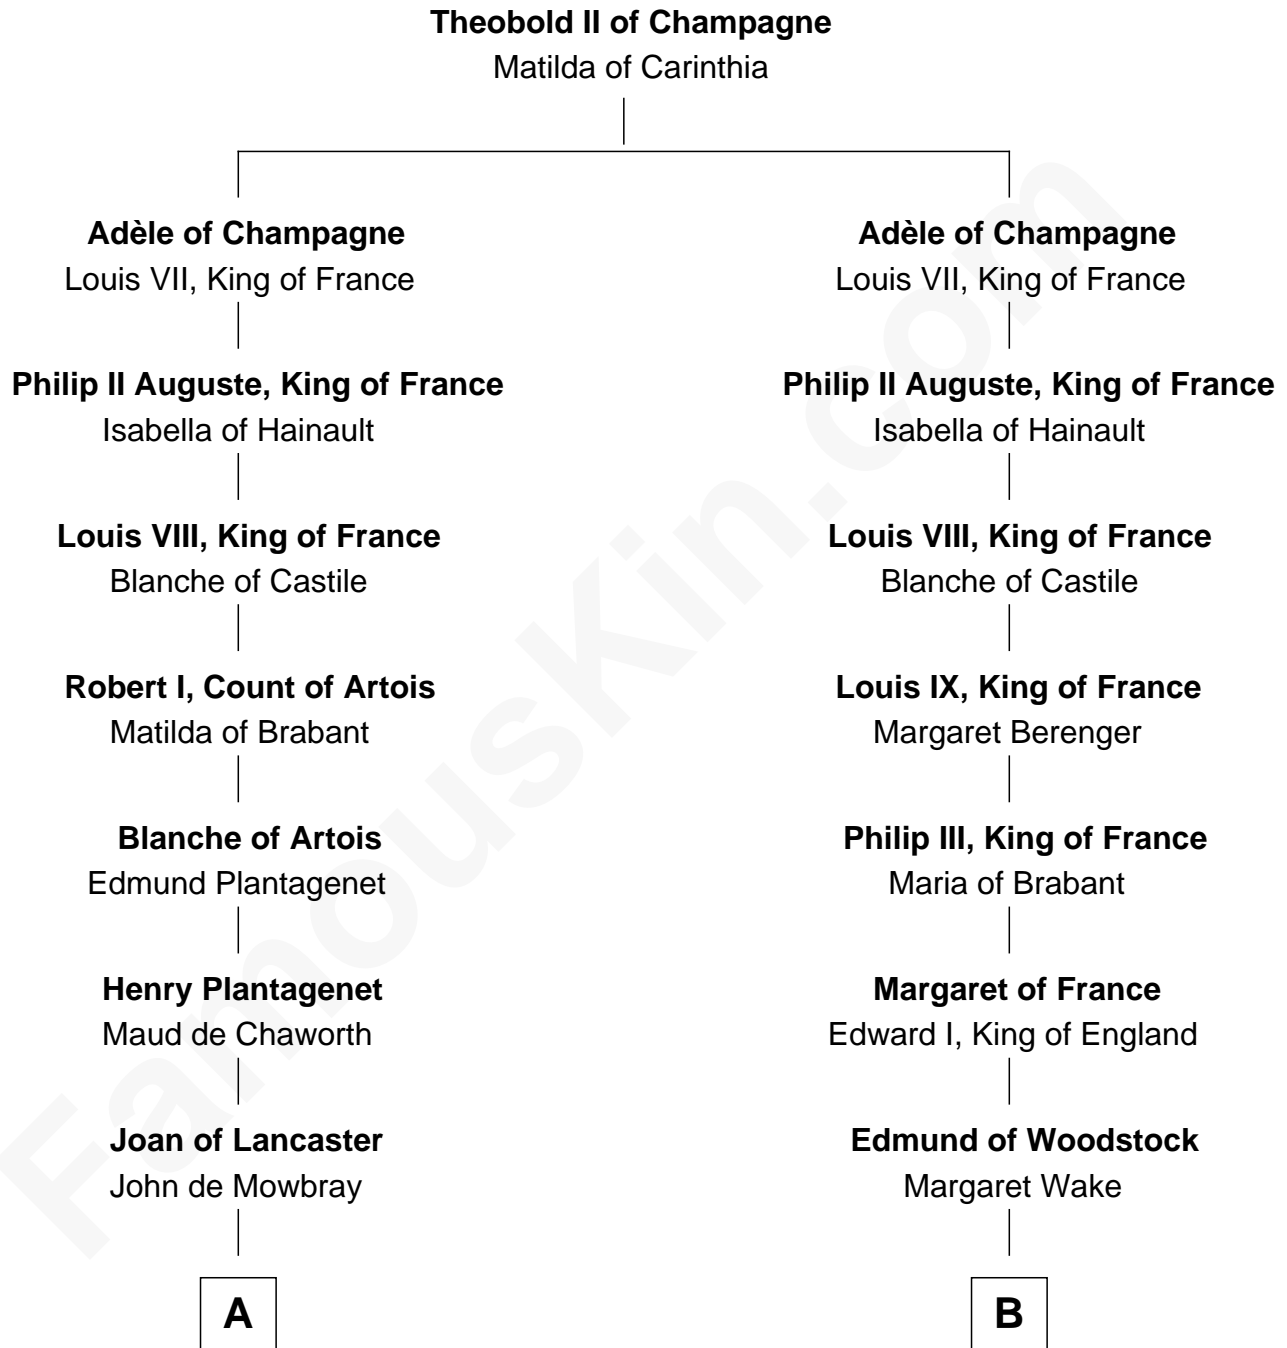 Theobold II of Champagne
Matilda of Carinthia
Adèle of Champagne
Louis VII, King of France
Adèle of Champagne
Louis VII, King of France
Philip II Auguste, King of France
Isabella of Hainault
Philip II Auguste, King of France
Isabella of Hainault
Louis VIII, King of France
Blanche of Castile
Louis VIII, King of France
Blanche of Castile
Robert I, Count of Artois
Matilda of Brabant
Louis IX, King of France
Margaret Berenger
Blanche of Artois
Edmund Plantagenet
Philip III, King of France
Maria of Brabant
Henry Plantagenet
Maud de Chaworth
Margaret of France
Edward I, King of England
Joan of Lancaster
John de Mowbray
Edmund of Woodstock
Margaret Wake
A
B
FamousKin.com